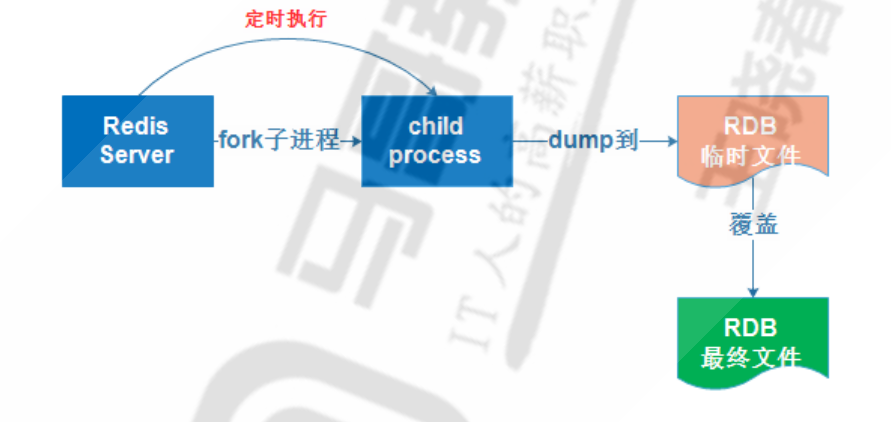 定时执行
Redis
Server
fork子进程
child
process
dump到
RDB
临时文件
覆盖
RDB
最终文件
IT人的高薪职